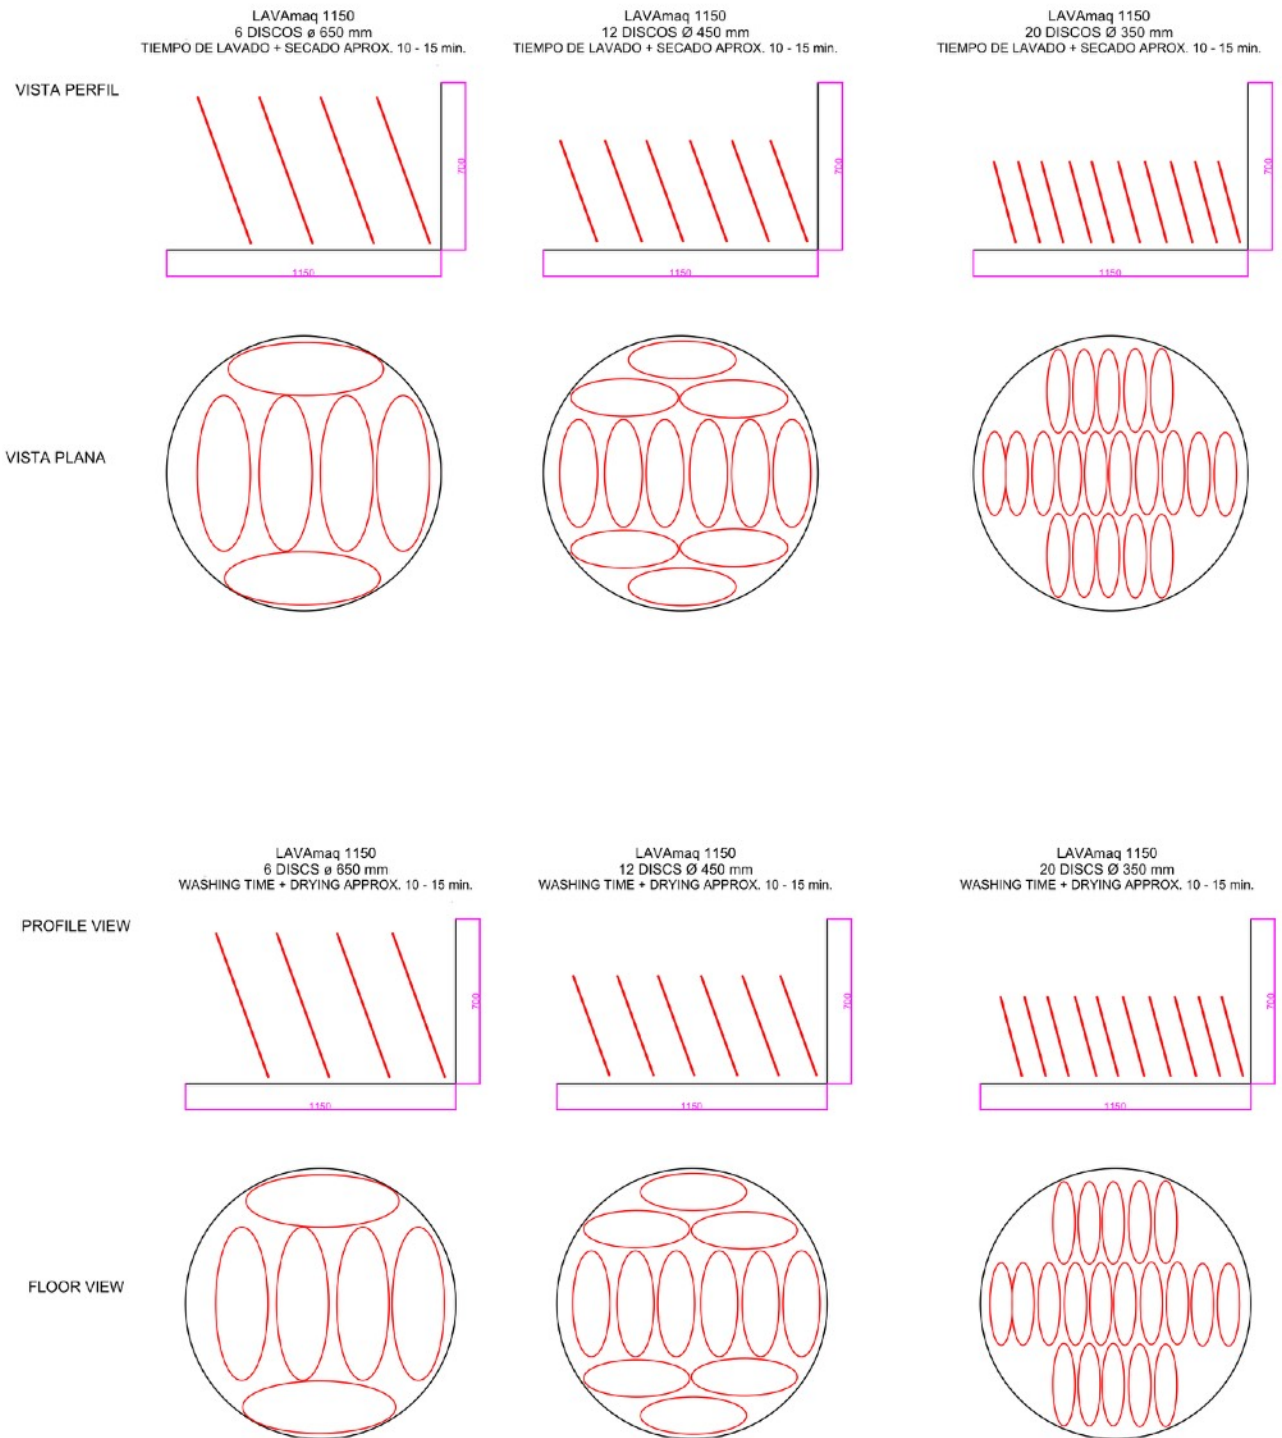 LAVAmaq 1150
6 DISCOS ø 650 mm
TIEMPO DE LAVADO + SECADO APROX. 10 - 15 min.
LAVAmaq 1150
12 DISCOS Ø 450 mm
TIEMPO DE LAVADO + SECADO APROX. 10 - 15 min.
LAVAmaq 1150
20 DISCOS Ø 350 mm
TIEMPO DE LAVADO + SECADO APROX. 10 - 15 min.
VISTA PERFIL
700
1150
700
1150
700
1150
VISTA PLANA
LAVAmaq 1150
6 DISCS ø 650 mm
WASHING TIME + DRYING APPROX. 10 - 15 min.
LAVAmaq 1150
12 DISCS Ø 450 mm
WASHING TIME + DRYING APPROX. 10 - 15 min.
LAVAmaq 1150
20 DISCS Ø 350 mm
WASHING TIME + DRYING APPROX. 10 - 15 min.
PROFILE VIEW
700
1150
700
1150
700
1150
FLOOR VIEW